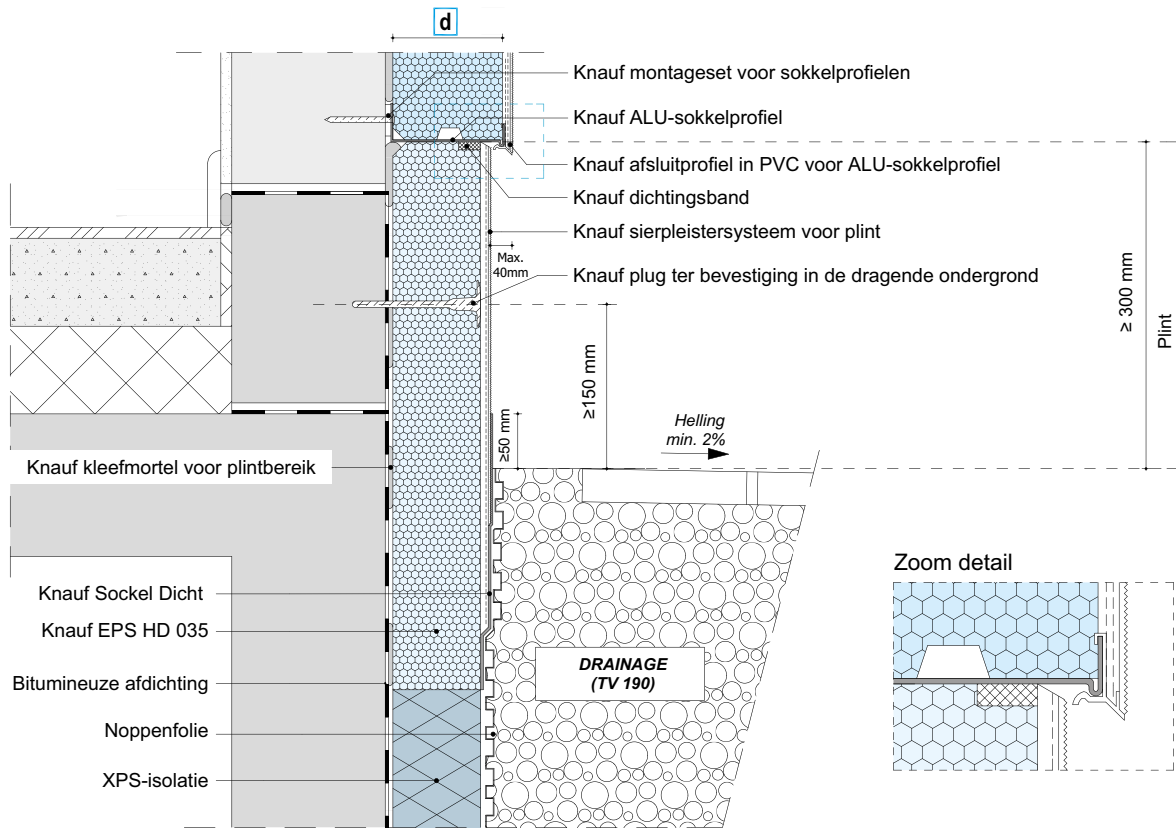 d
Knauf montageset voor sokkelprofielen
Knauf ALU-sokkelprofiel
Knauf afsluitprofiel in PVC voor ALU-sokkelprofiel
Knauf dichtingsband
Knauf sierpleistersysteem voor plint
Max.
40mm
Knauf plug ter bevestiging in de dragende ondergrond
≥ 300 mm
Plint
≥150 mm
≥50 mm
Helling
min. 2%
Knauf kleefmortel voor plintbereik
Zoom detail
Knauf Sockel Dicht
Knauf EPS HD 035
Bitumineuze afdichting
Noppenfolie
XPS-isolatie
DRAINAGE
(TV 190)